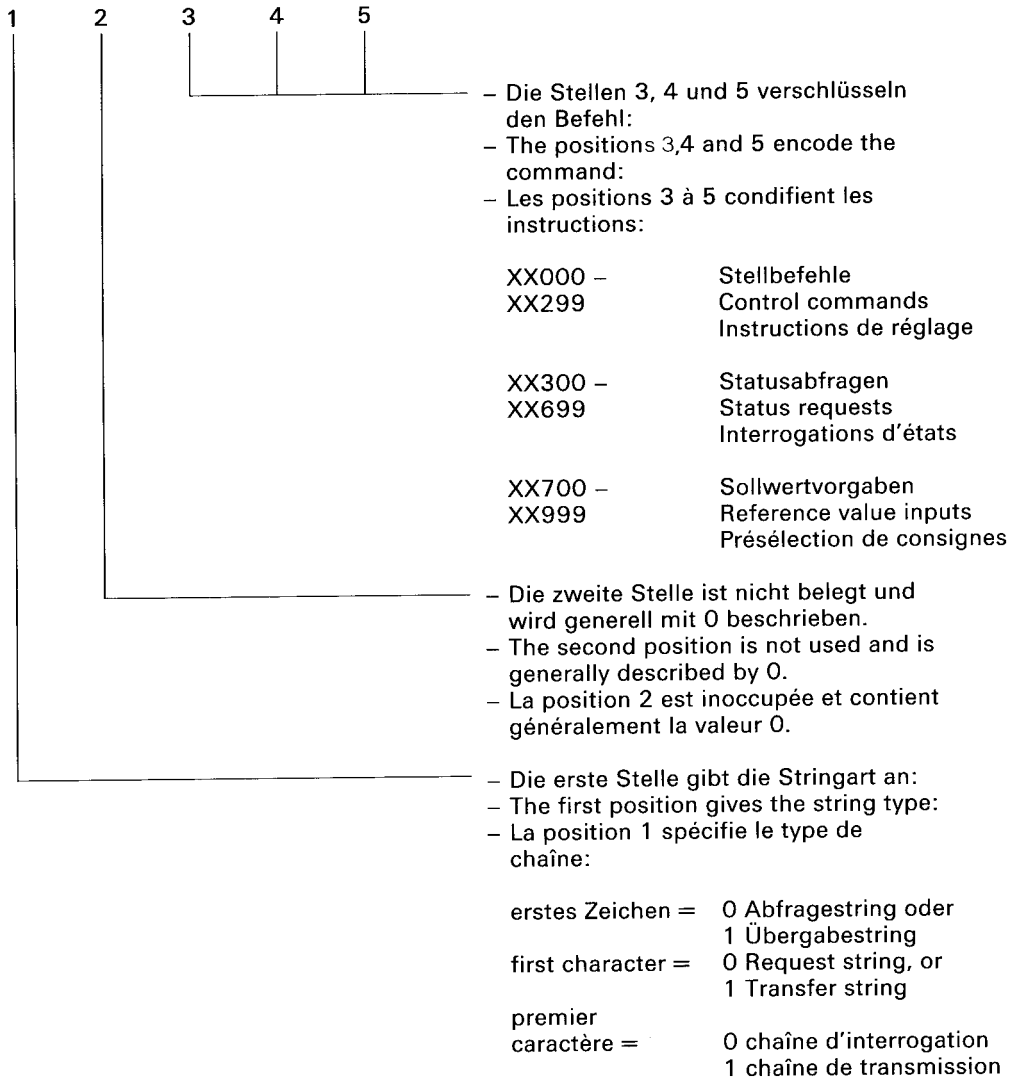 1 2 3 4 5
– Die Stellen 3, 4 und 5 verschlüsseln
den Befehl:
– The positions 3,4 and 5 encode the
command:
– Les positions 3 à 5 condifient les
instructions:
XX000 – Stellbefehle
XX299 Control commands
Instructions de réglage
XX300 – Statusabfragen
XX699 Status requests
Interrogations d'états
XX700 – Sollwertvorgaben
XX999 Reference value inputs
Présélection de consignes
– Die zweite Stelle ist nicht belegt und
wird generell mit 0 beschrieben.
– The second position is not used and is
generally described by 0.
– La position 2 est inoccupée et contient
généralement la valeur 0.
– Die erste Stelle gibt die Stringart an:
– The first position gives the string type:
– La position 1 spécifie le type de
chaîne:
erstes Zeichen = 0 Abfragestring oder
1 Übergabestring
first character = 0 Request string, or
1 Transfer string
premier
caractère = 0 chaîne d'interrogation
1 chaîne de transmission